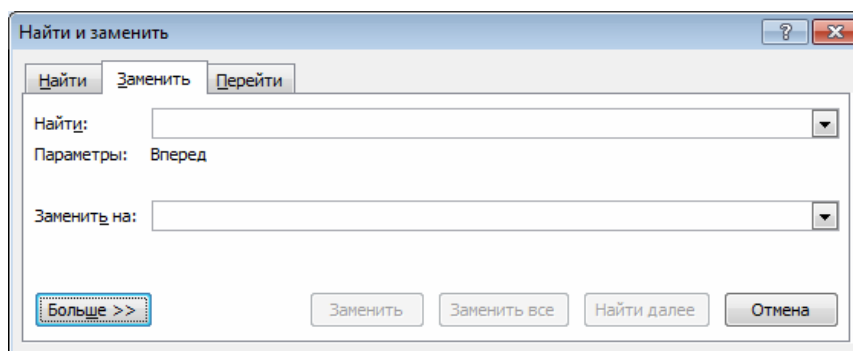 Найти и заменить
Найти Заменить Перейти
Найти:
Параметры: Вперед
Заменить на:
Больше >> Заменить Заменить все Найти далее Отмена